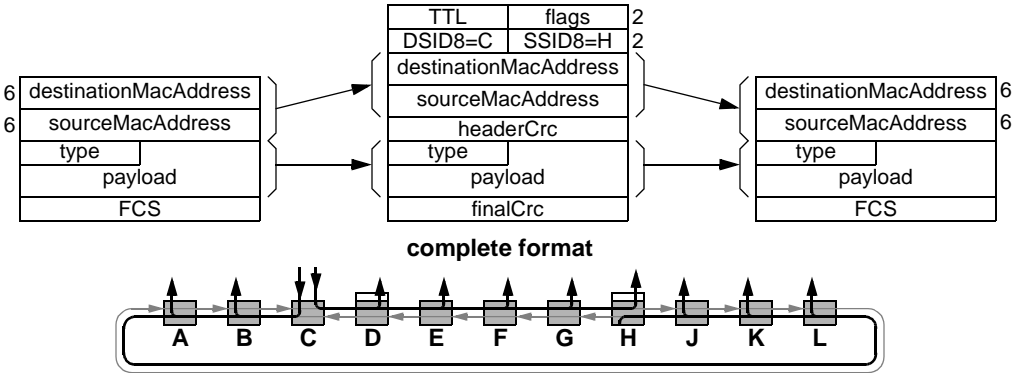 TTL flags 2
DSID8=C SSID8=H 2
destinationMacAddress
sourceMacAddress
headerCrc
type
payload
finalCrc
6 destinationMacAddress
6 sourceMacAddress
type
payload
FCS
destinationMacAddress 6
sourceMacAddress 6
type
payload
FCS
complete format
A B C D E F G H J K L